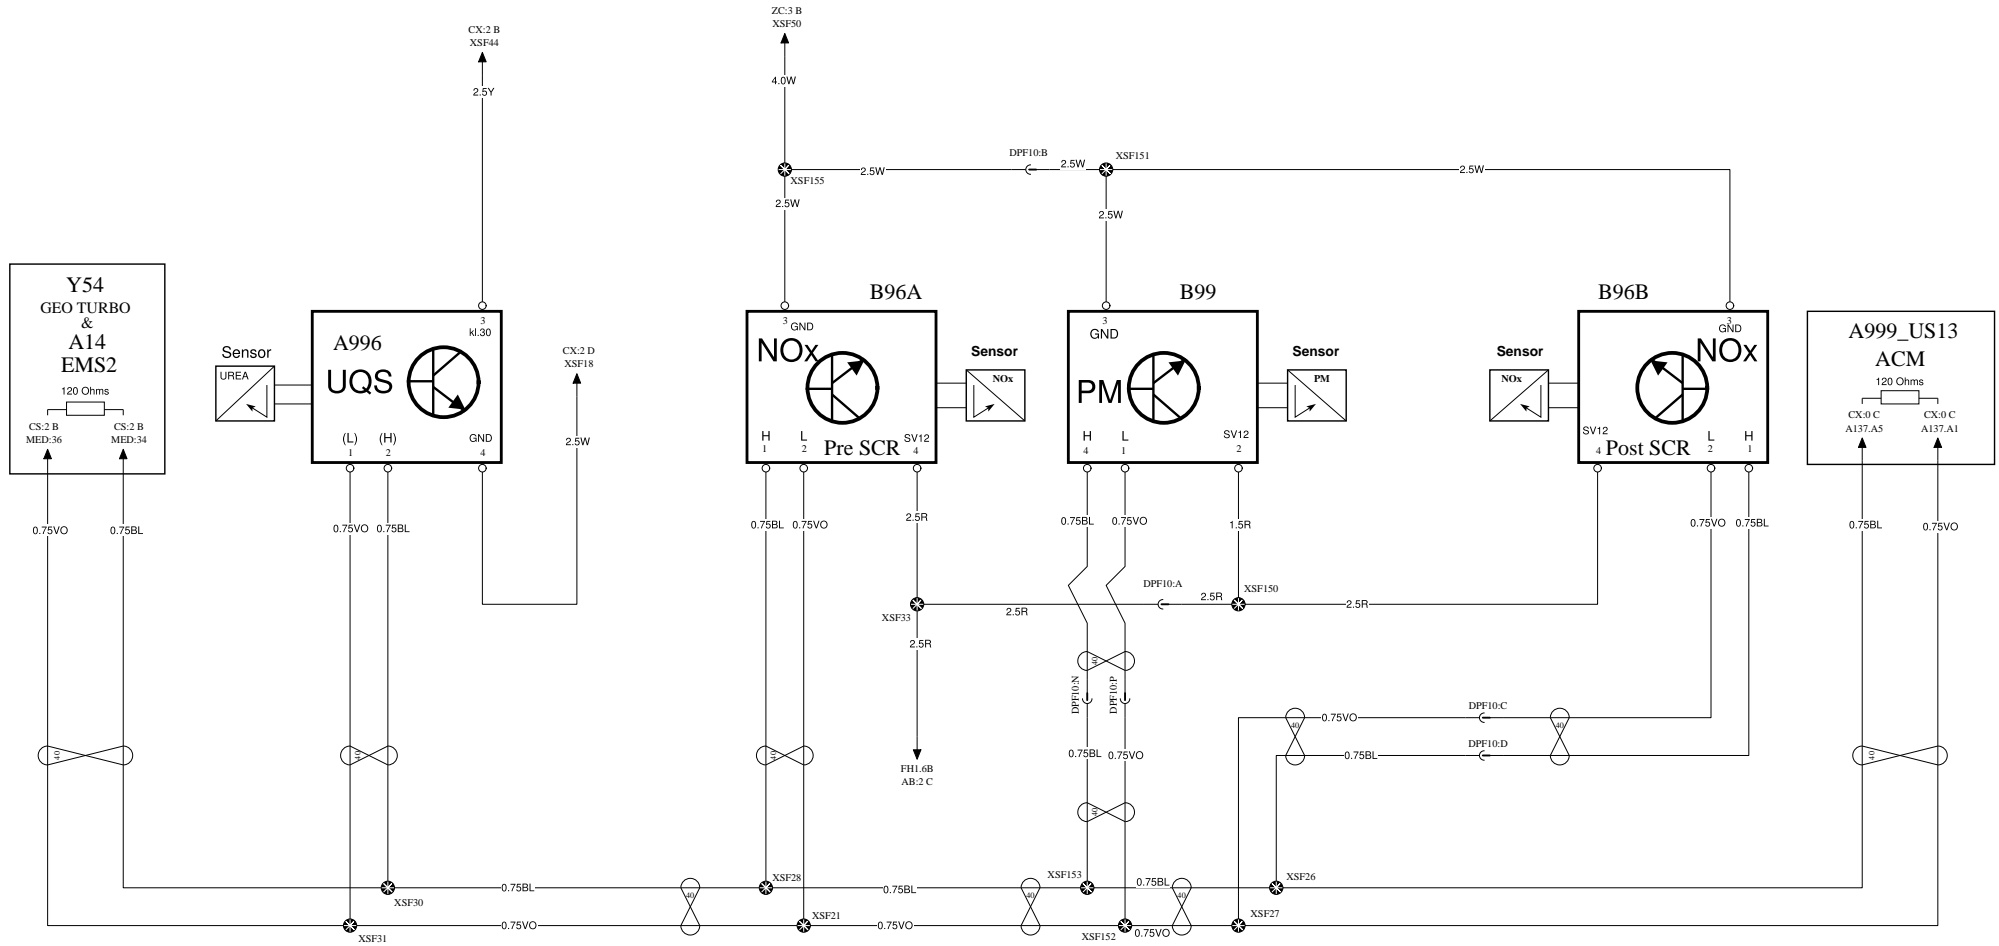 ZC:3 B
XSF50
CX:2 B
XSF44
4.0W
2.5Y
DPF10:B
XSF151
2.5W
2.5W
2.5W
XSF155
2.5W
2.5W
Y54
GEO TURBO
&
A14
EMS2
120 Ohms
CS:2 B
MED:36
CS:2 B
MED:34
Sensor
UREA
A996
UQS
3
kl.30
(L)
1
(H)
2
GND
4
CX:2 D
XSF18
2.5W
B96A
3
GND
NOx
H
1
L
2
Pre SCR
SV12
4
Sensor
NOx
B99
3
GND
PM
H
4
L
1
SV12
2
Sensor
PM
B96B
Sensor
NOx
3
GND
NOx
SV12
4
Post SCR
L
2
H
1
A999_US13
ACM
120 Ohms
CX:0 C
A137.A5
CX:0 C
A137.A1
0.75VO
0.75BL
0.75VO
0.75BL
0.75BL
0.75VO
2.5R
0.75BL
0.75VO
1.5R
0.75VO
0.75BL
0.75BL
0.75VO
DPF10:A
XSF150
2.5R
2.5R
2.5R
XSF33
2.5R
40
DPF10:N
DPF10:P
DPF10:C
40
0.75VO
40
DPF10:D
0.75BL
40
40
40
0.75BL
0.75VO
40
FH1.6B
AB:2 C
40
XSF28
XSF153
XSF26
0.75BL
0.75BL
0.75BL
XSF30
40
40
40
XSF21
XSF27
0.75VO
0.75VO
0.75VO
XSF31
XSF152